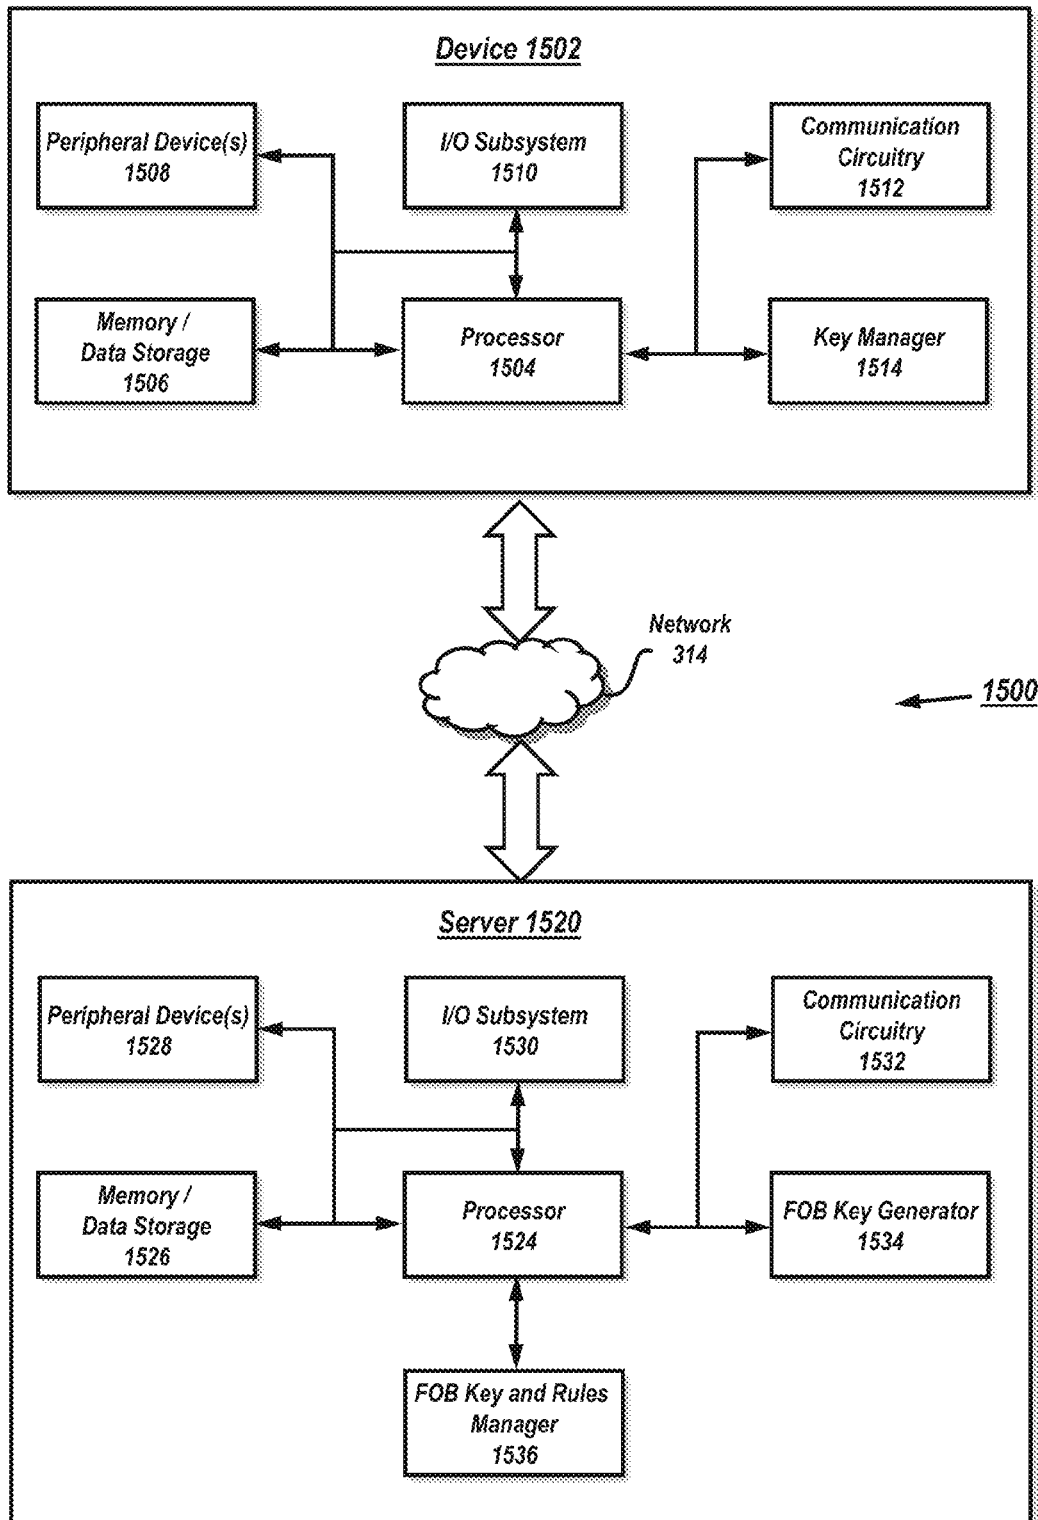 Device 1502
Peripheral Device(s)
1508
I/O Subsystem
1510
Communication
Circuitry
1512
Memory /
Data Storage
1506
Processor
1504
Key Manager
1514
Network
314
1500
Server 1520
Peripheral Device(s)
1528
I/O Subsystem
1530
Communication
Circuitry
1532
Memory /
Data Storage
1526
Processor
1524
FOB Key Generator
1534
FOB Key and Rules
Manager
1536